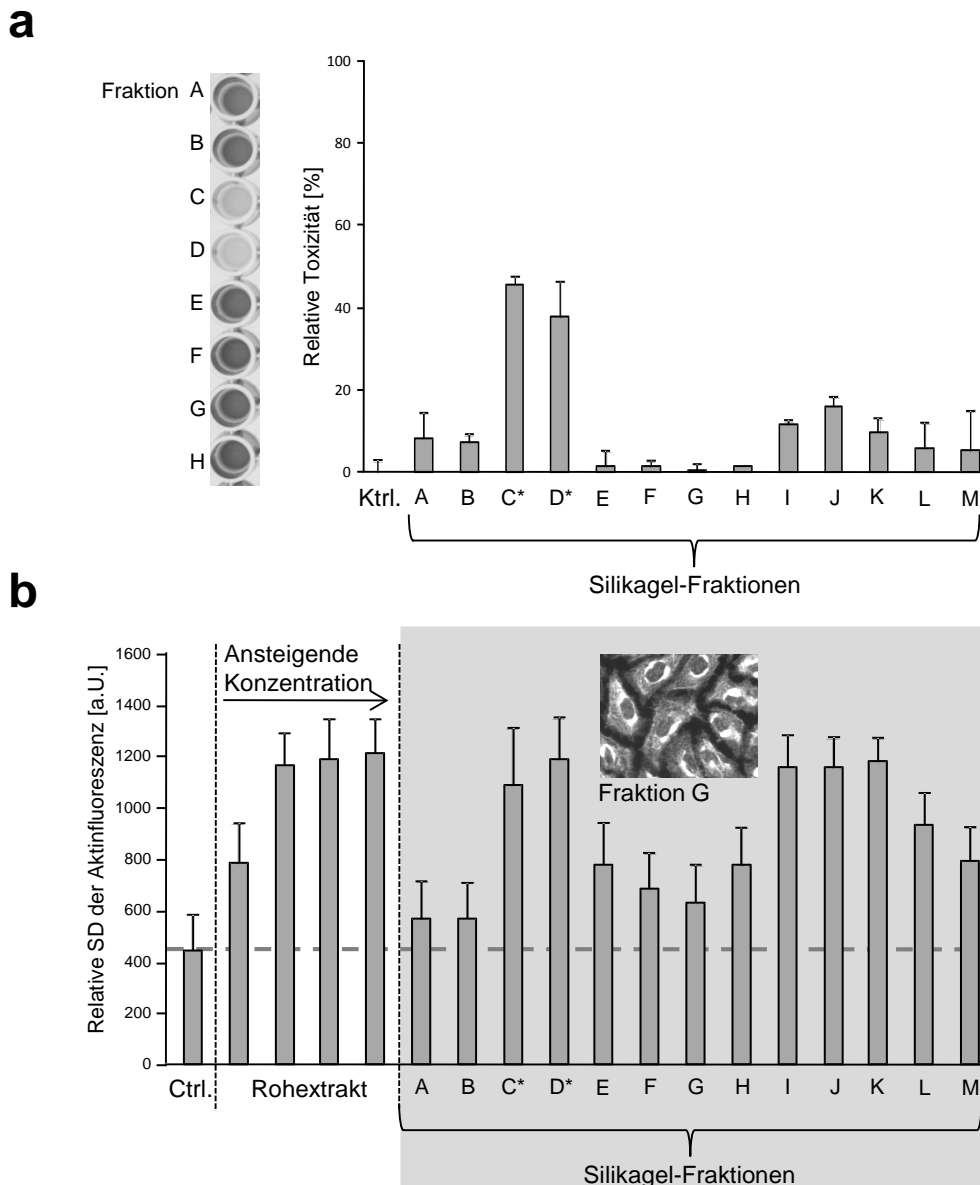 a
Fraktion A
B
C
D
E
F
G
H
Relative Toxizität [%]
100
80
60
40
20
0
Ktrl. A B C* D* E F G H I J K L M
Silikagel-Fraktionen
b
Relative SD der Aktinfluoreszenz [a.U.]
1600
1400
1200
1000
800
600
400
200
0
Ansteigende
Konzentration
Fraktion G
Ctrl. Rohextrakt A B C* D* E F G H I J K L M
Silikagel-Fraktionen